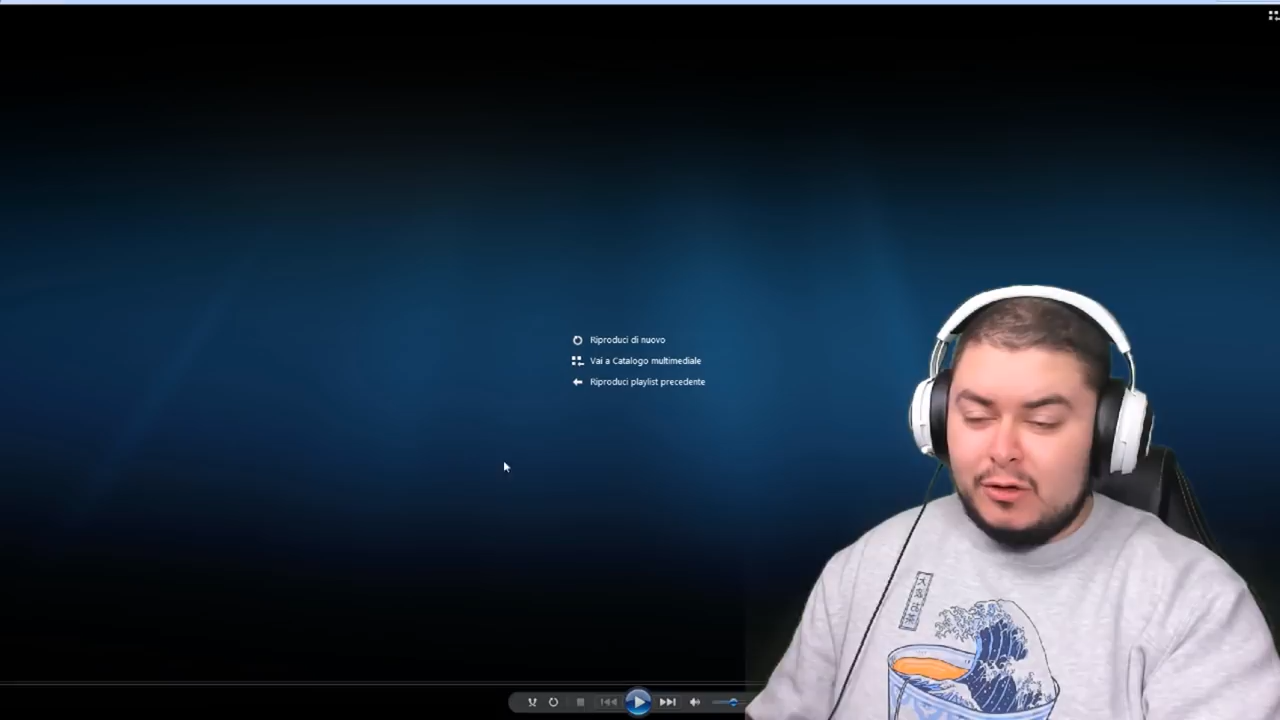 Riproduci di nuovo
Vai a Catalogo multimediale
Riproduci playlist precedente